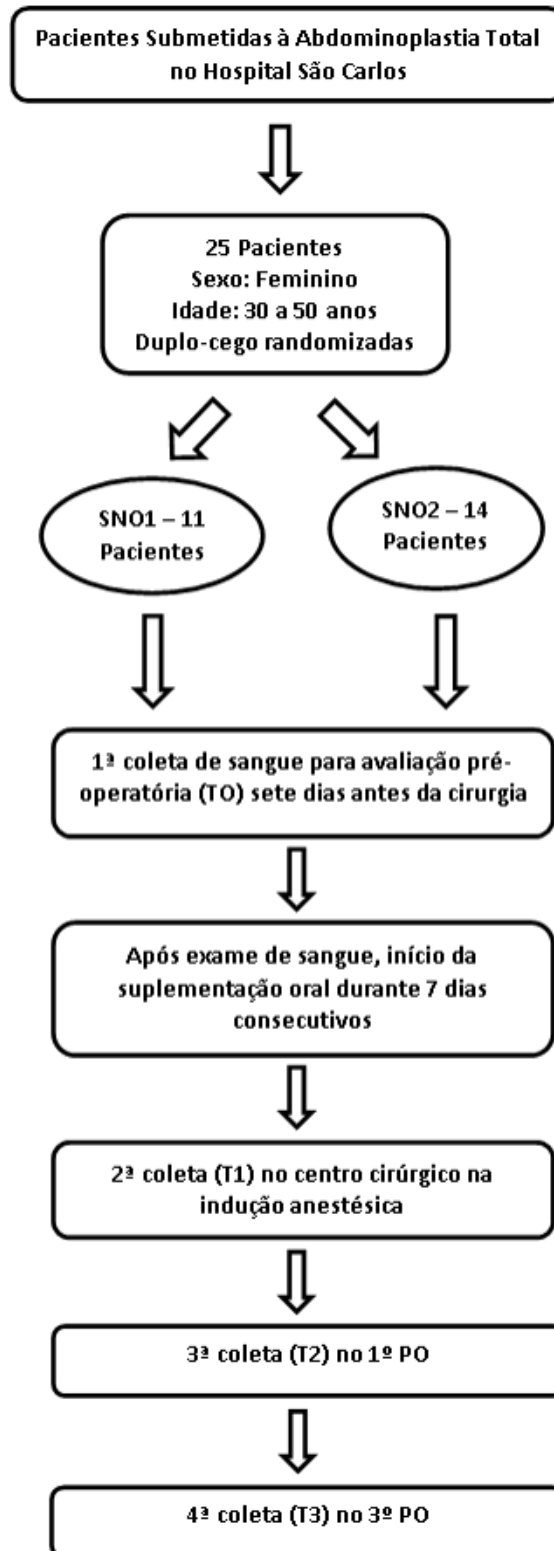 Pacientes Submetidas à Abdominoplastia Total
no Hospital São Carlos
25 Pacientes
Sexo: Feminino
Idade: 30 a 50 anos
Duplo-cego randomizadas
SNO1 – 11
Pacientes
SNO2 – 14
Pacientes
1ª coleta de sangue para avaliação pré-
operatória (TO) sete dias antes da cirurgia
Após exame de sangue, início da
suplementação oral durante 7 dias
consecutivos
2ª coleta (T1) no centro cirúrgico na
indução anestésica
3ª coleta (T2) no 1º PO
4ª coleta (T3) no 3º PO